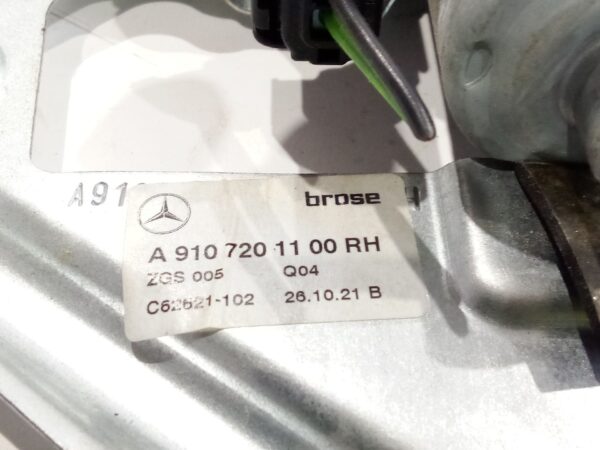 A91
brose
A 910 720 11 00 RH
ZGS 005 Q04
C62621-102 26.10.21 B